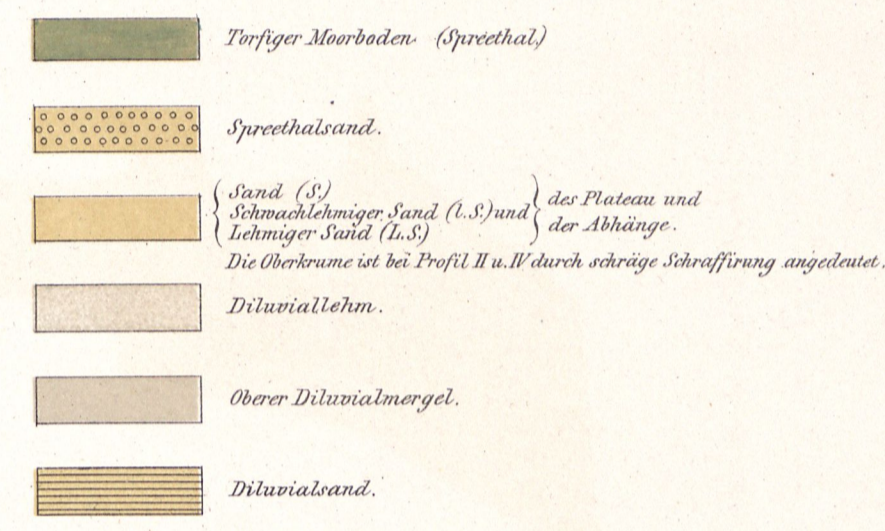 Torfiger Moorboden. (Spreethal.)
Spreethalsand.
Sand (S.)
Schwachlehmiger Sand (l.S.) und
Lehmiger Sand (L.S.)
des Plateau und
der Abhänge.
Die Oberkrume ist bei Profil II u. IV durch schräge Schraffirung angedeutet.
Diluviallehm.
Oberer Diluvialmergel.
Diluvialsand.